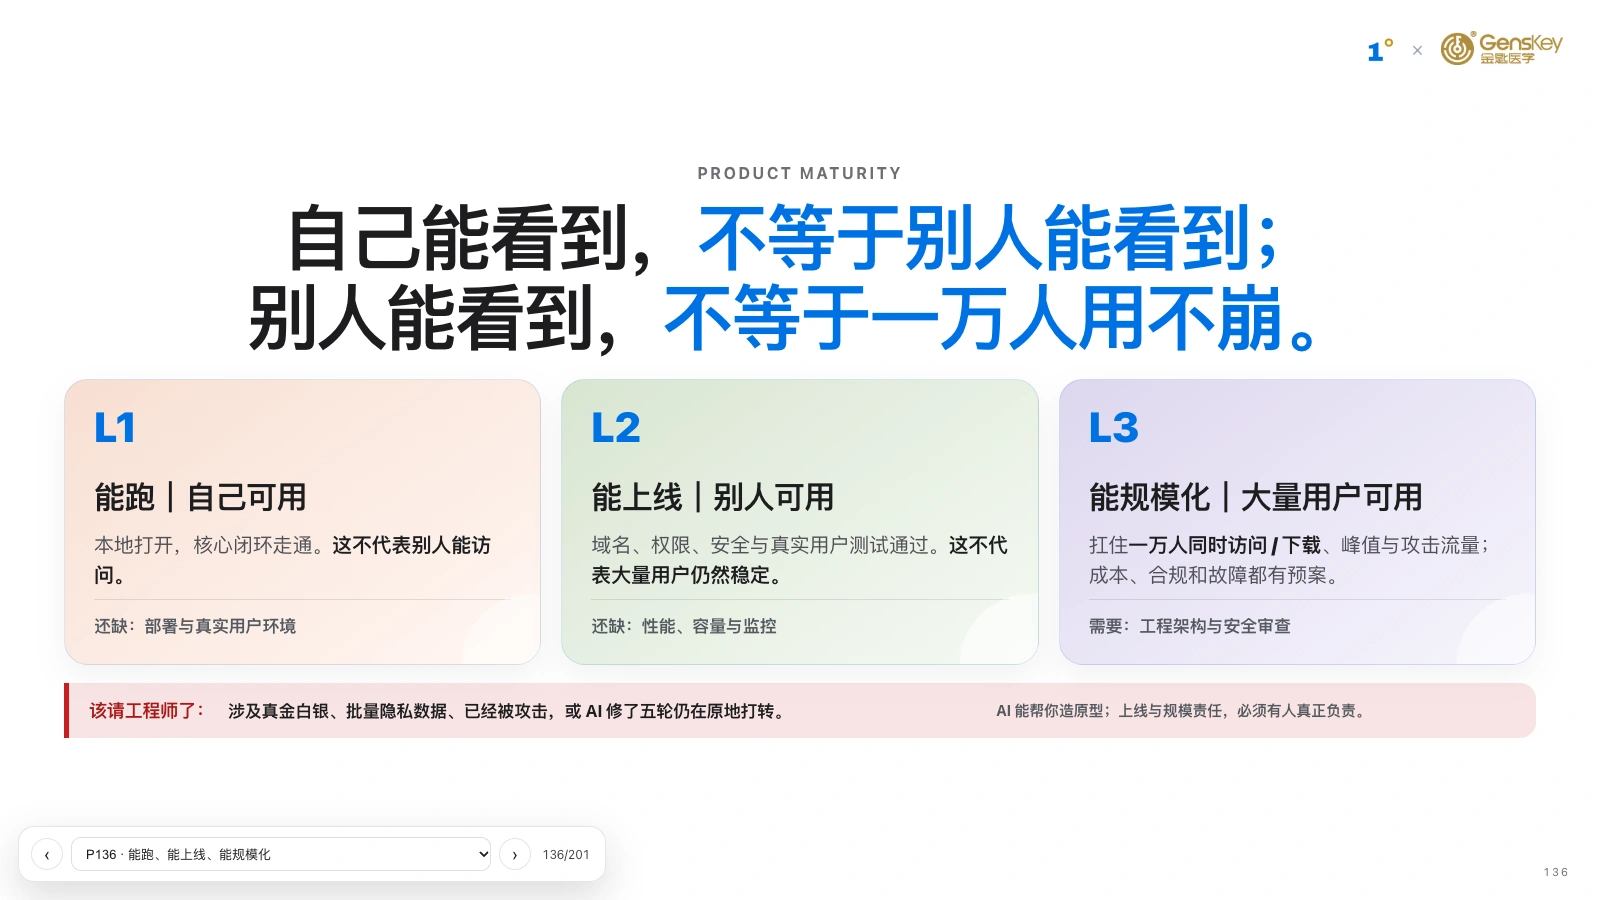 1°
×
GensKey®
金匙医学
PRODUCT MATURITY
自己能看到，不等于别人能看到；
别人能看到，不等于一万人用不崩。
L1
能跑｜自己可用
本地打开，核心闭环走通。这不代表别人能访
问。
还缺：部署与真实用户环境
L2
能上线｜别人可用
域名、权限、安全与真实用户测试通过。这不代
表大量用户仍然稳定。
还缺：性能、容量与监控
L3
能规模化｜大量用户可用
扛住一万人同时访问 / 下载、峰值与攻击流量；
成本、合规和故障都有预案。
需要：工程架构与安全审查
该请工程师了： 涉及真金白银、批量隐私数据、已经被攻击，或 AI 修了五轮仍在原地打转。
AI 能帮你造原型；上线与规模责任，必须有人真正负责。
‹ P136 · 能跑、能上线、能规模化 › 136/201
136